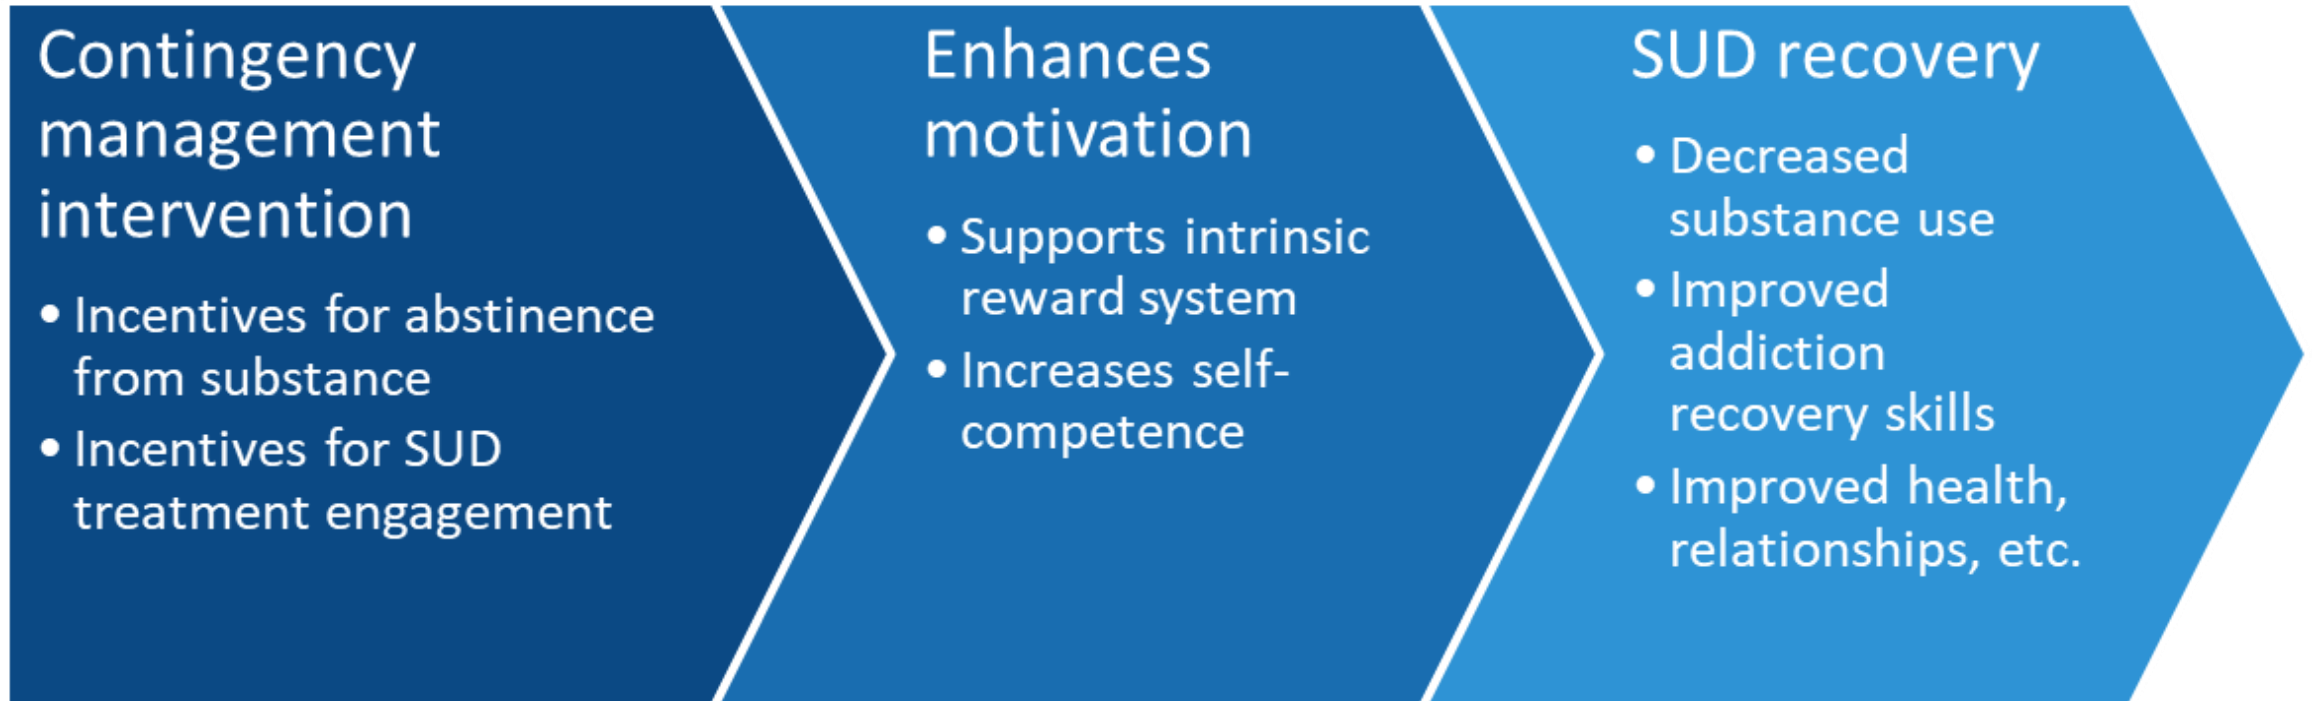 Contingency
management
intervention
• Incentives for abstinence
from substance
• Incentives for SUD
treatment engagement
Enhances
motivation
• Supports intrinsic
reward system
• Increases self-
competence
SUD recovery
• Decreased
substance use
• Improved
addiction
recovery skills
• Improved health,
relationships, etc.